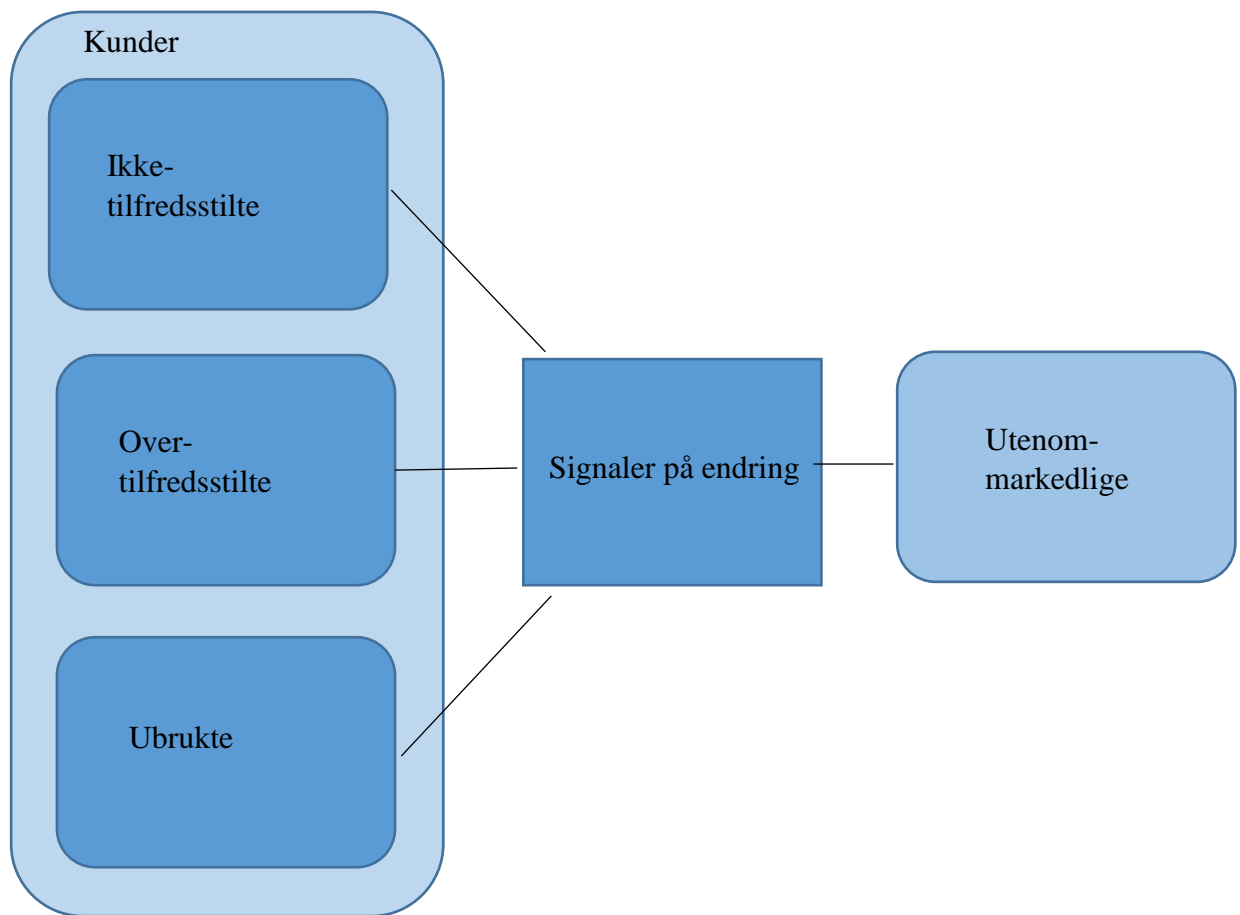 Kunder
Ikke-
tilfredsstilte
Over-
tilfredsstilte
Ubrukte
Signaler på endring
Utenom-
markedlige